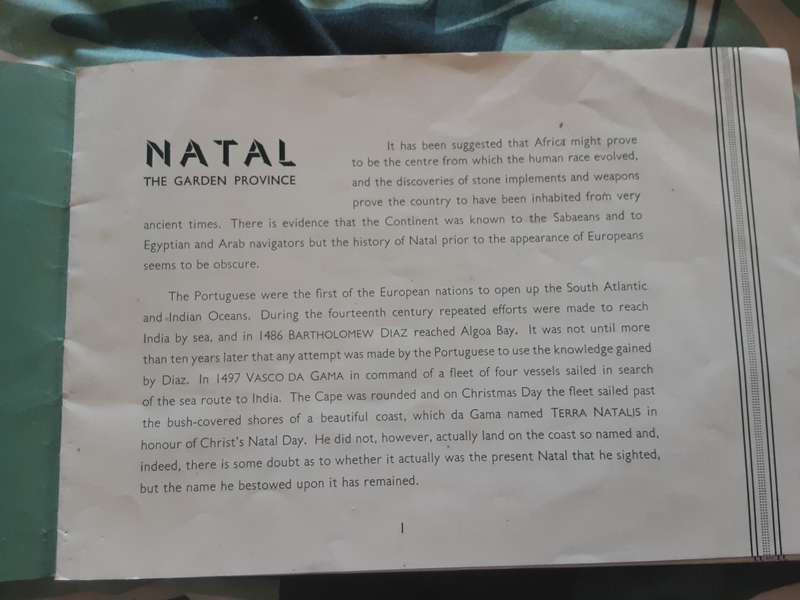 NATAL
THE GARDEN PROVINCE
It has been suggested that Africa might prove
to be the centre from which the human race evolved,
and the discoveries of stone implements and weapons
prove the country to have been inhabited from very
ancient times. There is evidence that the Continent was known to the Sabaeans and to
Egyptian and Arab navigators but the history of Natal prior to the appearance of Europeans
seems to be obscure.
The Portuguese were the first of the European nations to open up the South Atlantic
and Indian Oceans. During the fourteenth century repeated efforts were made to reach
India by sea, and in 1486 BARTHOLOMEW DIAZ reached Algoa Bay. It was not until more
than ten years later that any attempt was made by the Portuguese to use the knowledge gained
by Diaz. In 1497 VASCO DA GAMA in command of a fleet of four vessels sailed in search
of the sea route to India. The Cape was rounded and on Christmas Day the fleet sailed past
the bush-covered shores of a beautiful coast, which da Gama named TERRA NATALIS in
honour of Christ's Natal Day. He did not, however, actually land on the coast so named and,
indeed, there is some doubt as to whether it actually was the present Natal that he sighted,
but the name he bestowed upon it has remained.
1